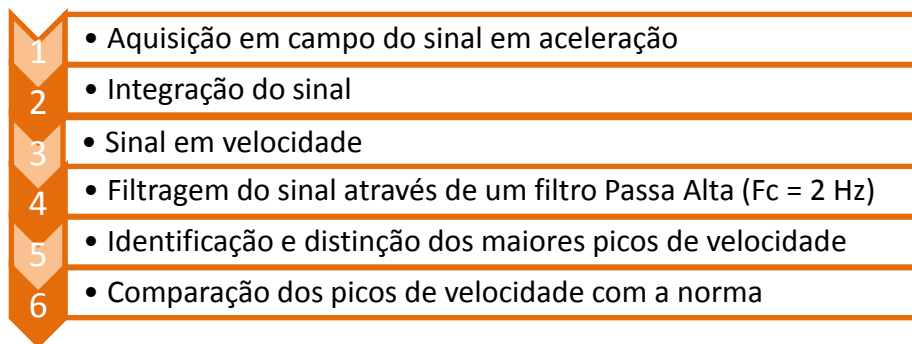 1 • Aquisição em campo do sinal em aceleração
2 • Integração do sinal
3 • Sinal em velocidade
4 • Filtragem do sinal através de um filtro Passa Alta (Fc = 2 Hz)
5 • Identificação e distinção dos maiores picos de velocidade
6 • Comparação dos picos de velocidade com a norma